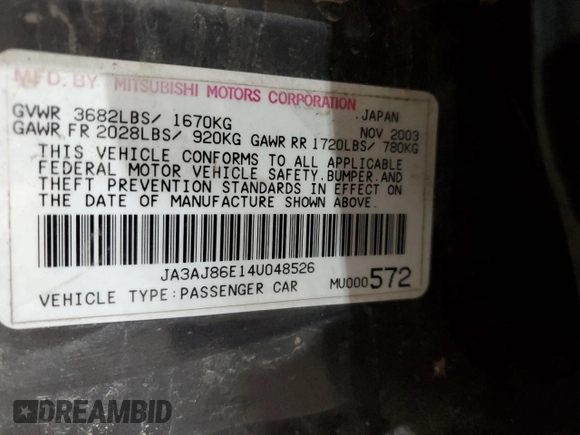 MFD. BY MITSUBISHI MOTORS CORPORATION
GVWR 3682LBS/ 1670KG JAPAN
NOV 2003
GAWR FR 2028LBS/ 920KG GAWR RR 1720LBS/ 780KG
THIS VEHICLE CONFORMS TO ALL APPLICABLE
FEDERAL MOTOR VEHICLE SAFETY.BUMPER.AND
THEFT PREVENTION STANDARDS IN EFFECT ON
THE DATE OF MANUFACTURE SHOWN ABOVE.
JA3AJ86E14U048526
VEHICLE TYPE:PASSENGER CAR MU000572
DREAMBID